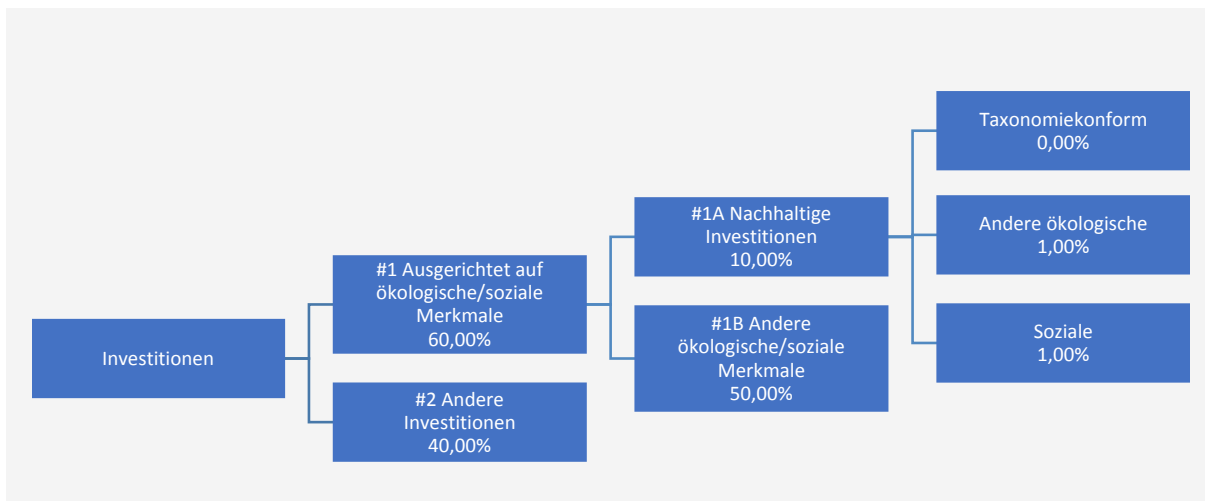 Investitionen
#1 Ausgerichtet auf
ökologische/soziale
Merkmale
60,00%
#2 Andere
Investitionen
40,00%
#1A Nachhaltige
Investitionen
10,00%
#1B Andere
ökologische/soziale
Merkmale
50,00%
Taxonomiekonform
0,00%
Andere ökologische
1,00%
Soziale
1,00%